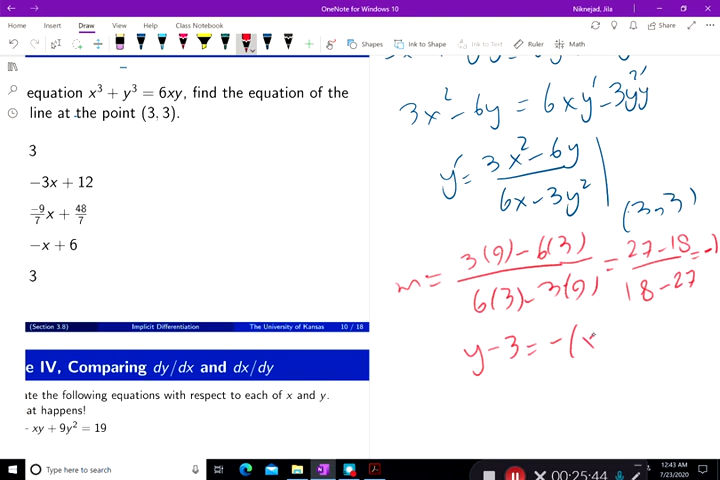 OneNote for Windows 10
Niknejad, Jila
Home Insert Draw View Help Class Notebook
Share
Shapes Ink to Shape Ink to Text Ruler Math
equation x³ + y³ = 6xy, find the equation of the
line at the point (3, 3).
3
−3x + 12
-9/7 x + 48/7
−x + 6
3
(Section 3.8) Implicit Differentiation The University of Kansas 10 / 18
e IV, Comparing dy/dx and dx/dy
ate the following equations with respect to each of x and y.
at happens!
- xy + 9y² = 19
3x² - 6y = 6xy' - 3y²y'
y' = 3x² - 6y / 6x - 3y² | (3,3)
m = 3(9) - 6(3) / 6(3) - 3(9) = 27 - 18 / 18 - 27 = -1
y - 3 = -(x
Type here to search
00:25:44
12:43 AM
7/23/2020